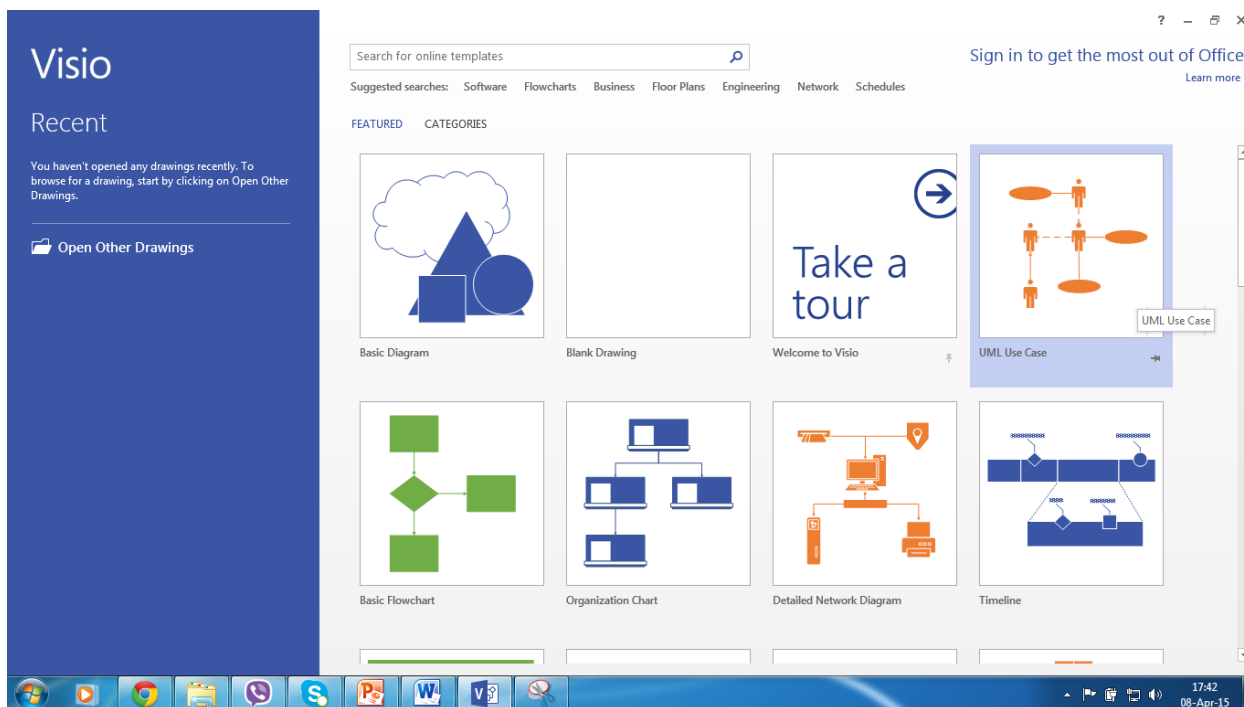 ?
Visio
Sign in to get the most out of Office
Learn more
Search for online templates
Suggested searches: Software Flowcharts Business Floor Plans Engineering Network Schedules
Recent
FEATURED CATEGORIES
You haven't opened any drawings recently. To
browse for a drawing, start by clicking on Open Other
Drawings.
Open Other Drawings
Take a
tour
UML Use Case
Basic Diagram
Blank Drawing
Welcome to Visio
UML Use Case
Basic Flowchart
Organization Chart
Detailed Network Diagram
Timeline
17:42
08-Apr-15